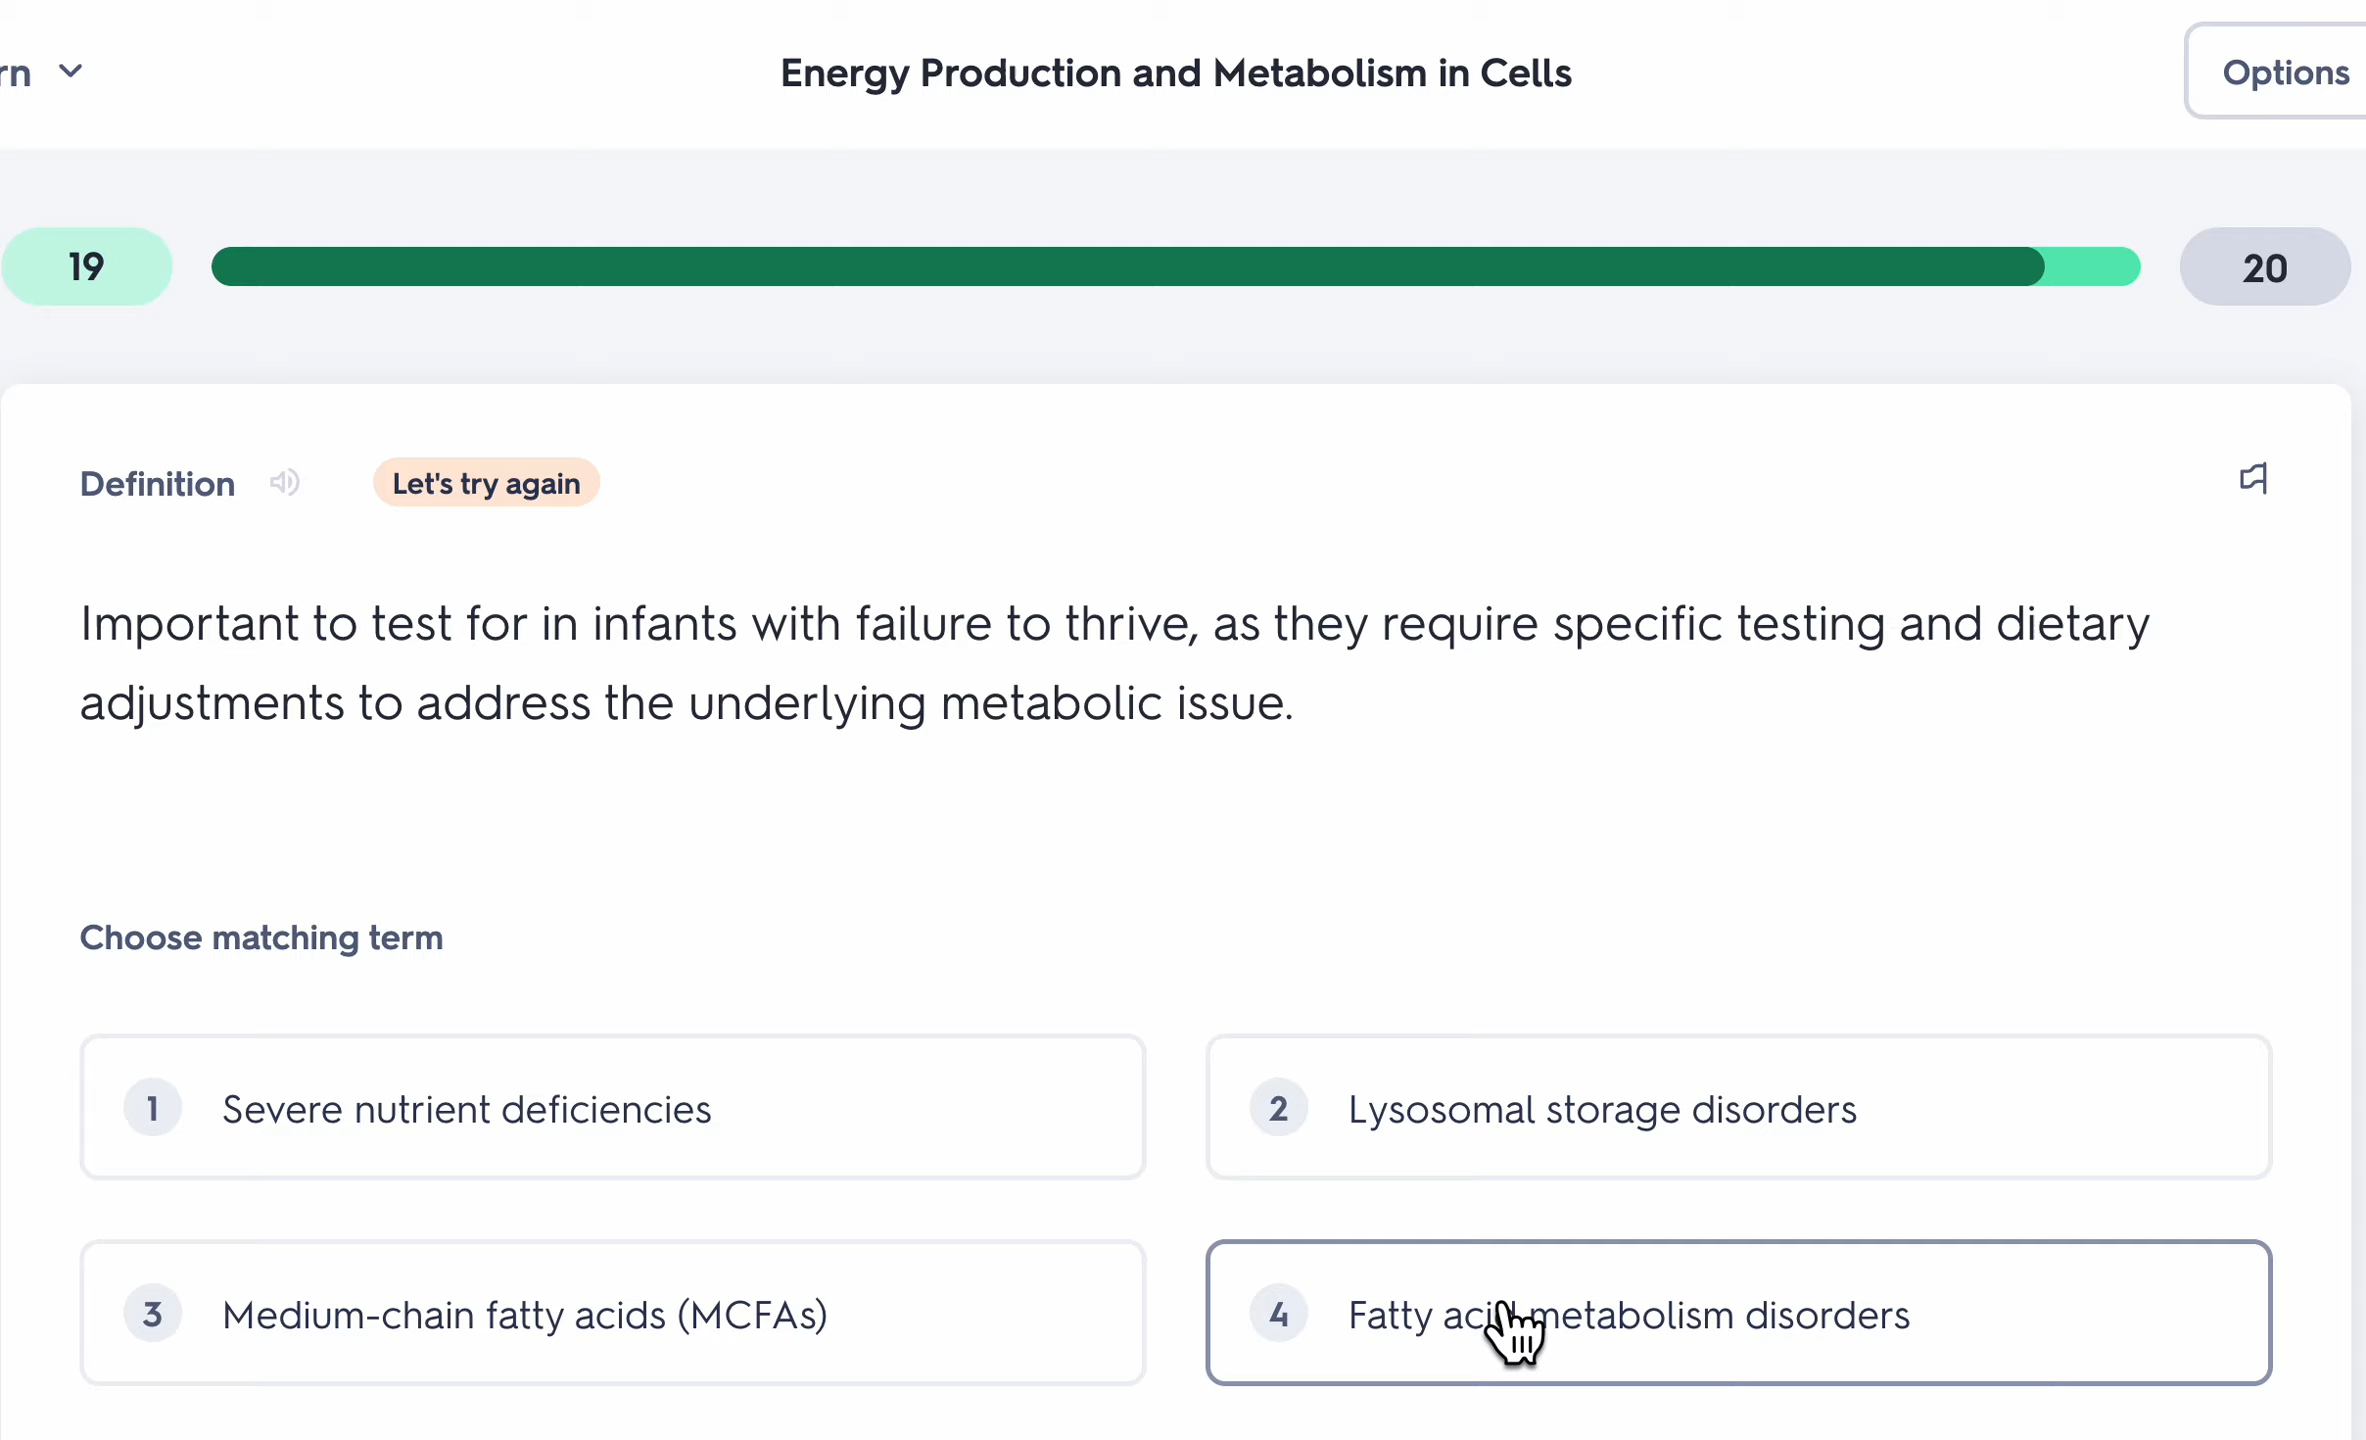 rn
Energy Production and Metabolism in Cells
Options
19
20
Definition
Let's try again
Important to test for in infants with failure to thrive, as they require specific testing and dietary
adjustments to address the underlying metabolic issue.
Choose matching term
1 Severe nutrient deficiencies
2 Lysosomal storage disorders
3 Medium-chain fatty acids (MCFAs)
4 Fatty acid metabolism disorders